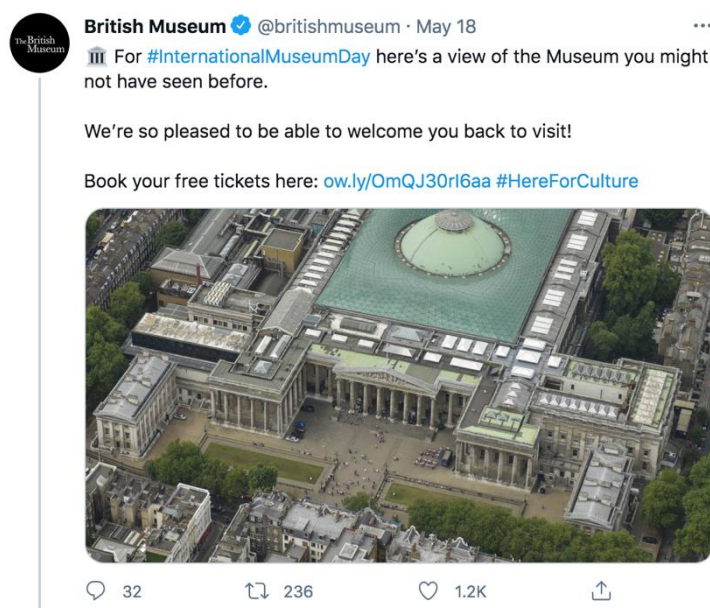 The British
Museum
British Museum @britishmuseum · May 18
🏛 For #InternationalMuseumDay here's a view of the Museum you might
not have seen before.
We're so pleased to be able to welcome you back to visit!
Book your free tickets here: ow.ly/OmQJ30rl6aa #HereForCulture
32 236 1.2K